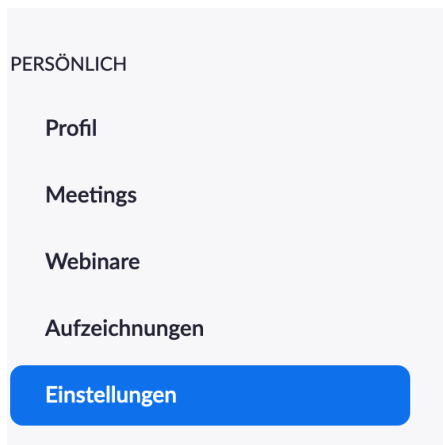 PERSÖNLICH
Profil
Meetings
Webinare
Aufzeichnungen
Einstellungen